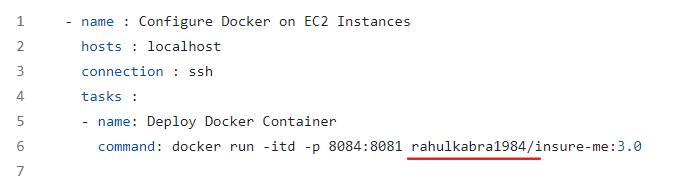 1 - name : Configure Docker on EC2 Instances
2 hosts : localhost
3 connection : ssh
4 tasks :
5 - name: Deploy Docker Container
6 command: docker run -itd -p 8084:8081 rahulkabra1984/insure-me:3.0
7